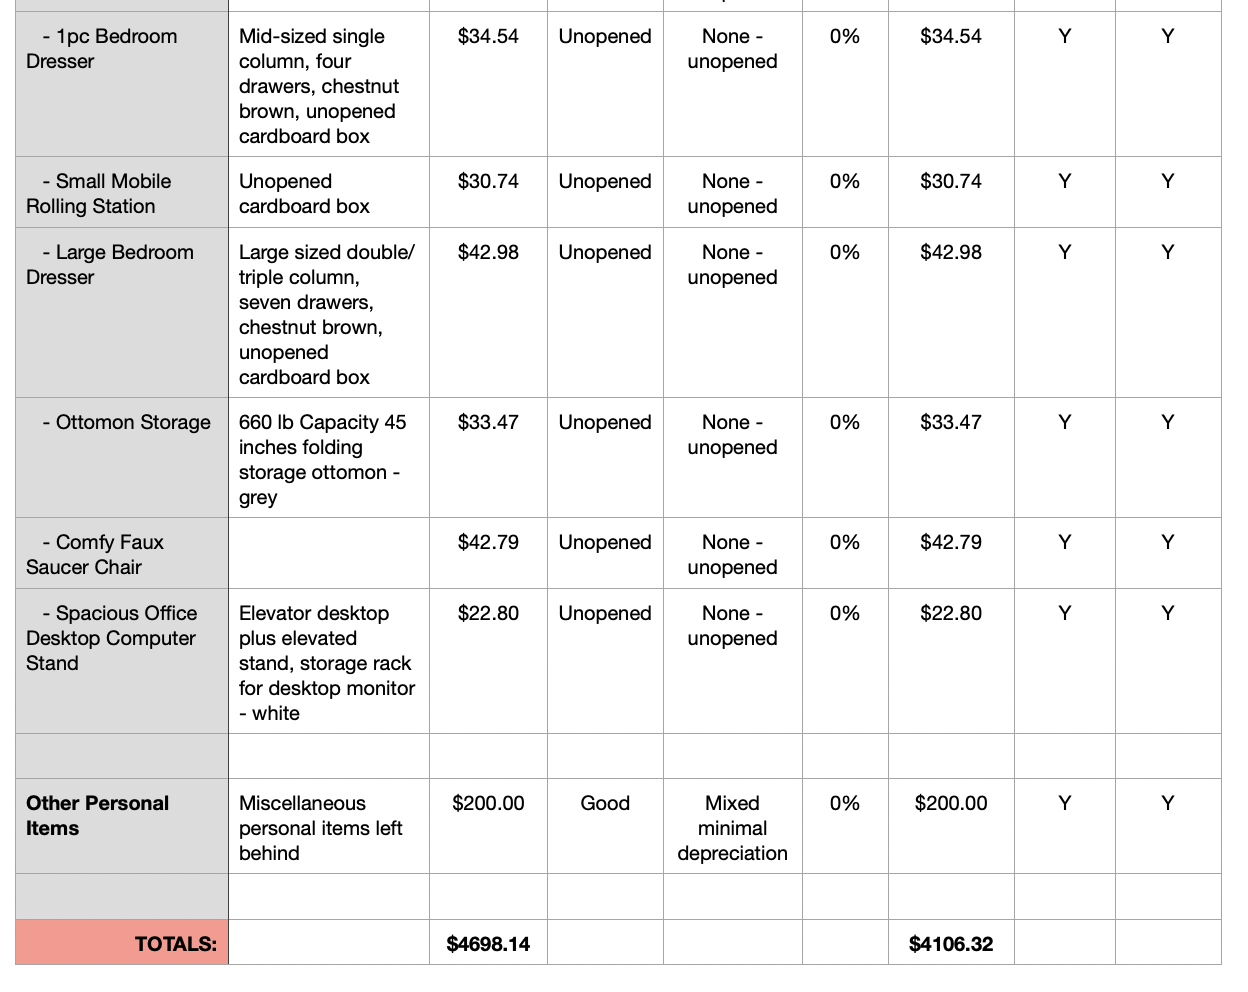 - 1pc Bedroom
Dresser
Mid-sized single
column, four
drawers, chestnut
brown, unopened
cardboard box
$34.54
Unopened
None -
unopened
0%
$34.54
Y
Y
- Small Mobile
Rolling Station
Unopened
cardboard box
$30.74
Unopened
None -
unopened
0%
$30.74
Y
Y
- Large Bedroom
Dresser
Large sized double/
triple column,
seven drawers,
chestnut brown,
unopened
cardboard box
$42.98
Unopened
None -
unopened
0%
$42.98
Y
Y
- Ottomon Storage
660 lb Capacity 45
inches folding
storage ottomon -
grey
$33.47
Unopened
None -
unopened
0%
$33.47
Y
Y
- Comfy Faux
Saucer Chair
$42.79
Unopened
None -
unopened
0%
$42.79
Y
Y
- Spacious Office
Desktop Computer
Stand
Elevator desktop
plus elevated
stand, storage rack
for desktop monitor
- white
$22.80
Unopened
None -
unopened
0%
$22.80
Y
Y
Other Personal
Items
Miscellaneous
personal items left
behind
$200.00
Good
Mixed
minimal
depreciation
0%
$200.00
Y
Y
TOTALS:
$4698.14
$4106.32